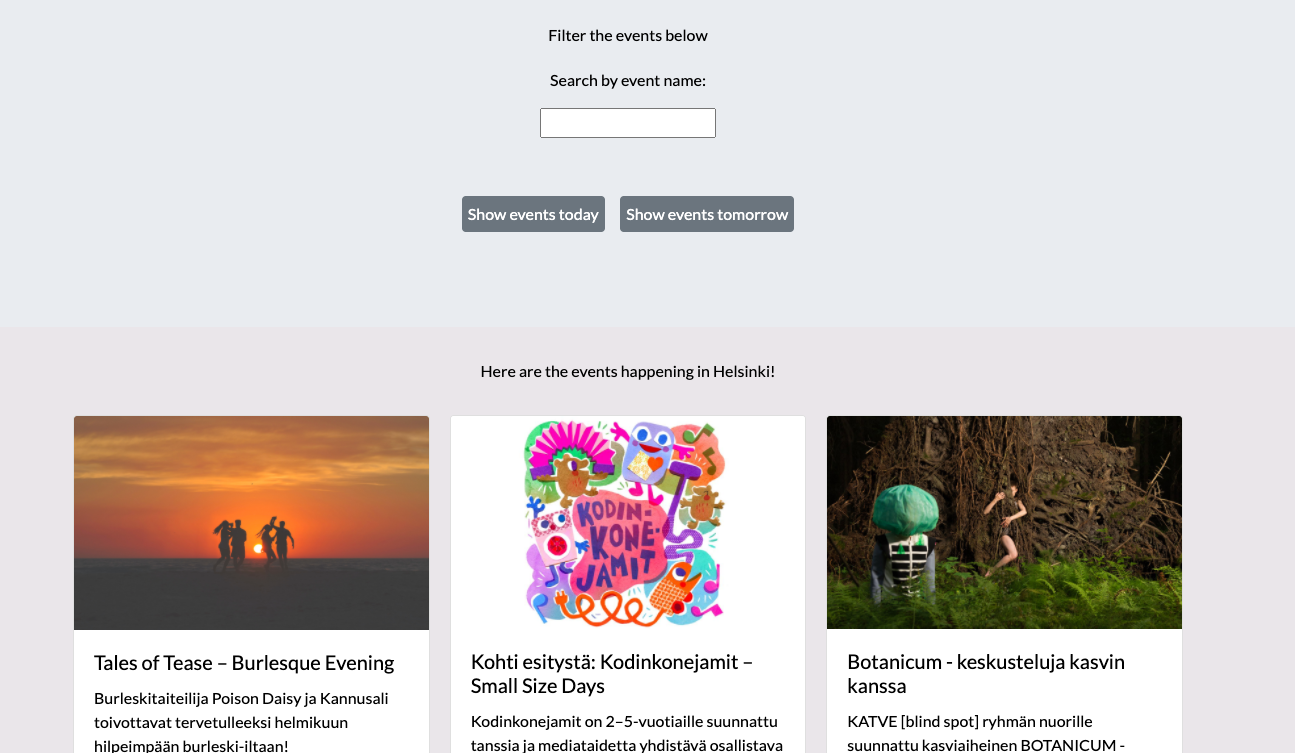 Filter the events below
Search by event name:
Show events today
Show events tomorrow
Here are the events happening in Helsinki!
KODIN-
KONE-
JAMIT
Tales of Tease – Burlesque Evening
Burleskitaiteilija Poison Daisy ja Kannusali
toivottavat tervetulleeksi helmikuun
hilpeimpään burleski-iltaan!
Kohti esitystä: Kodinkonejamit –
Small Size Days
Kodinkonejamit on 2–5-vuotiaille suunnattu
tanssia ja mediataidetta yhdistävä osallistava
Botanicum - keskusteluja kasvin
kanssa
KATVE [blind spot] ryhmän nuorille
suunnattu kasviaiheinen BOTANICUM -